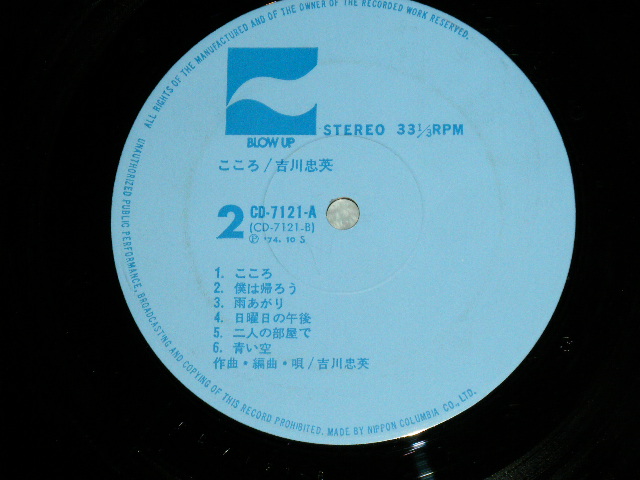 ALL RIGHTS OF THE MANUFACTURED AND OF THE OWNER OF THE RECORDED WORK RESERVED.
BLOW UP
STEREO 33⅓RPM
こころ/吉川忠英
2
CD-7121-A
(CD-7121-B)
Ⓟ '74. 10 S
1. こころ
2. 僕は帰ろう
3. 雨あがり
4. 日曜日の午後
5. 二人の部屋で
6. 青い空
作曲・編曲・唄/吉川忠英
UNAUTHORIZED PUBLIC PERFORMANCE, BROADCASTING AND COPYING OF THIS RECORD PROHIBITED. MADE BY NIPPON COLUMBIA CO., LTD.